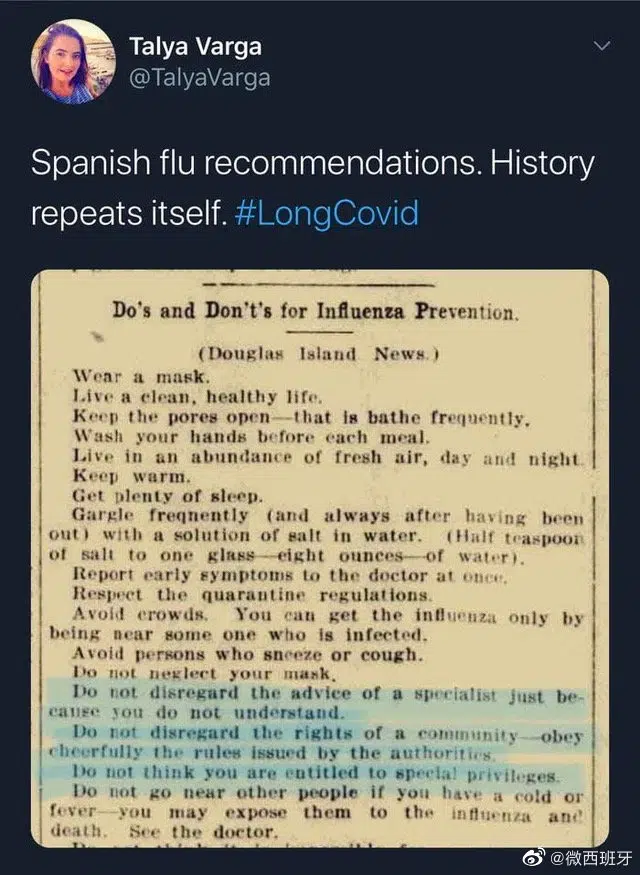 Talya Varga
@TalyaVarga
Spanish flu recommendations. History
repeats itself. #LongCovid
Do's and Don't's for Influenza Prevention.
(Douglas Island News.)
Wear a mask.
Live a clean, healthy life.
Keep the pores open—that is bathe frequently.
Wash your hands before each meal.
Live in an abundance of fresh air, day and night
Keep warm.
Get plenty of sleep.
Gargle freqnently (and always after having been
out) with a solution of salt in water. (Half teaspoon
of salt to one glass—eight ounces—of water).
Report early symptoms to the doctor at once.
Respect the quarantine regulations.
Avoid crowds. You can get the influenza only by
being near some one who is infected.
Avoid persons who sneeze or cough.
Do not neglect your mask.
Do not disregard the advice of a specialist just be-
cause you do not understand.
Do not disregard the rights of a community—obey
cheerfully the rules issued by the authorities.
Do not think you are entitled to special privileges.
Do not go near other people if you have a cold or
fever—you may expose them to the influenza and
death. See the doctor.
@微西班牙